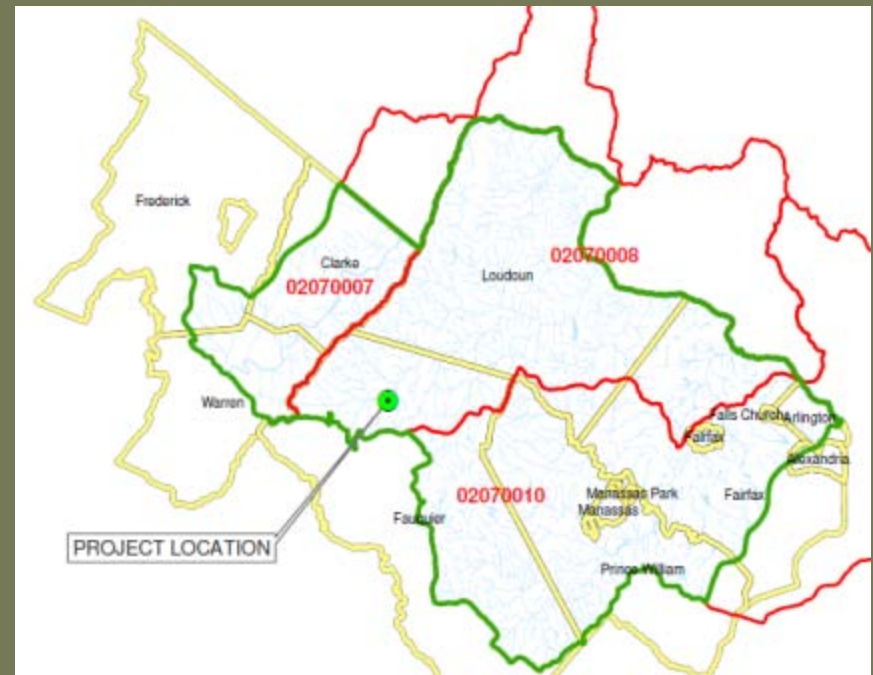 Frederick
Clarke
02070007
Loudoun
02070008
Warren
Falls Church
Arlington
Fairfax
Alexandria
02070010
Manassas Park
Manassas
Fairfax
Fauquier
PROJECT LOCATION
Prince William